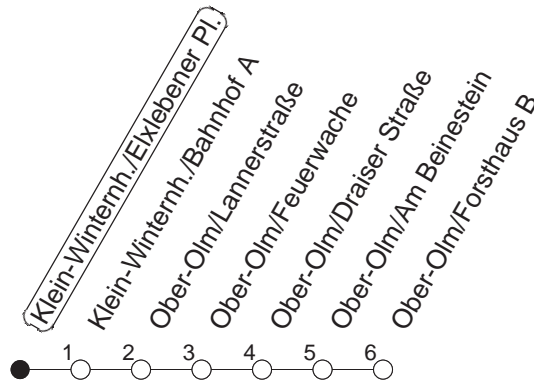 Klein-Winternh./Elxlebener Pl.
Klein-Winternh./Bahnhof A
Ober-Olm/Lannerstraße
Ober-Olm/Feuerwache
Ober-Olm/Draiser Straße
Ober-Olm/Am Beinestein
Ober-Olm/Forsthaus B
1 2 3 4 5 6